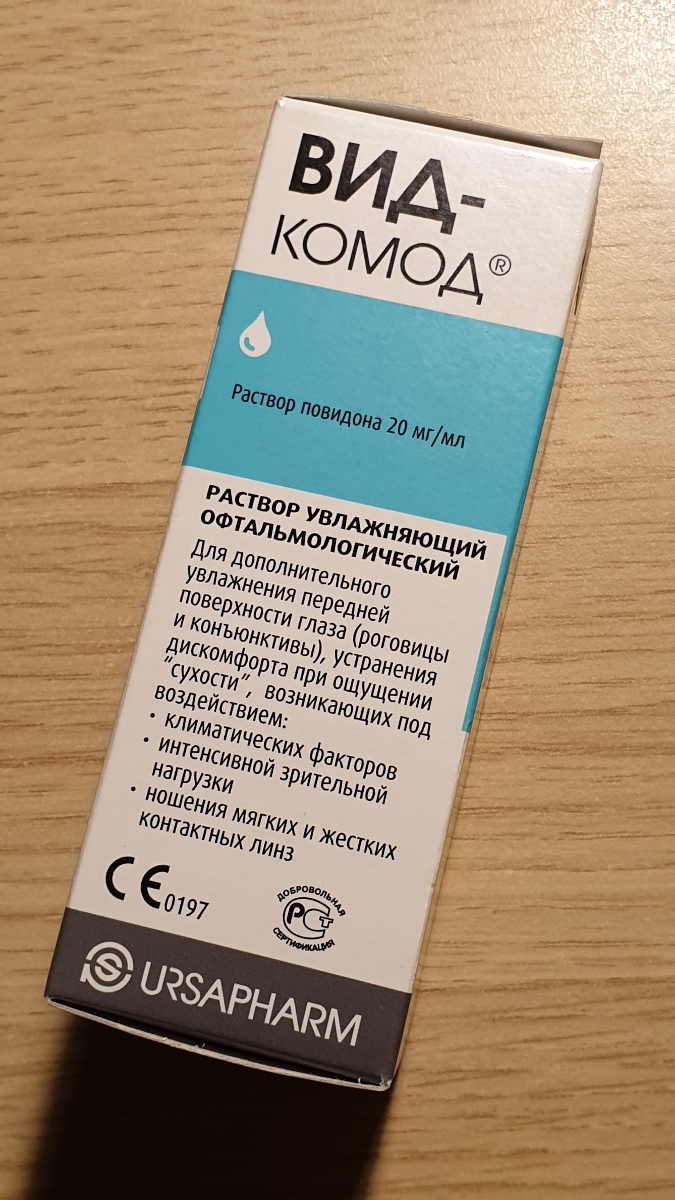 ВИД-
КОМОД®
Раствор повидона 20 мг/мл
РАСТВОР УВЛАЖНЯЮЩИЙ
ОФТАЛЬМОЛОГИЧЕСКИЙ
Для дополнительного
увлажнения передней
поверхности глаза (роговицы
и конъюнктивы), устранения
дискомфорта при ощущении
"сухости", возникающих под
воздействием:
• климатических факторов
• интенсивной зрительной
нагрузки
• ношения мягких и жестких
контактных линз
CE 0197
ДОБРОВОЛЬНАЯ
РСТ
СЕРТИФИКАЦИЯ
URSAPHARM